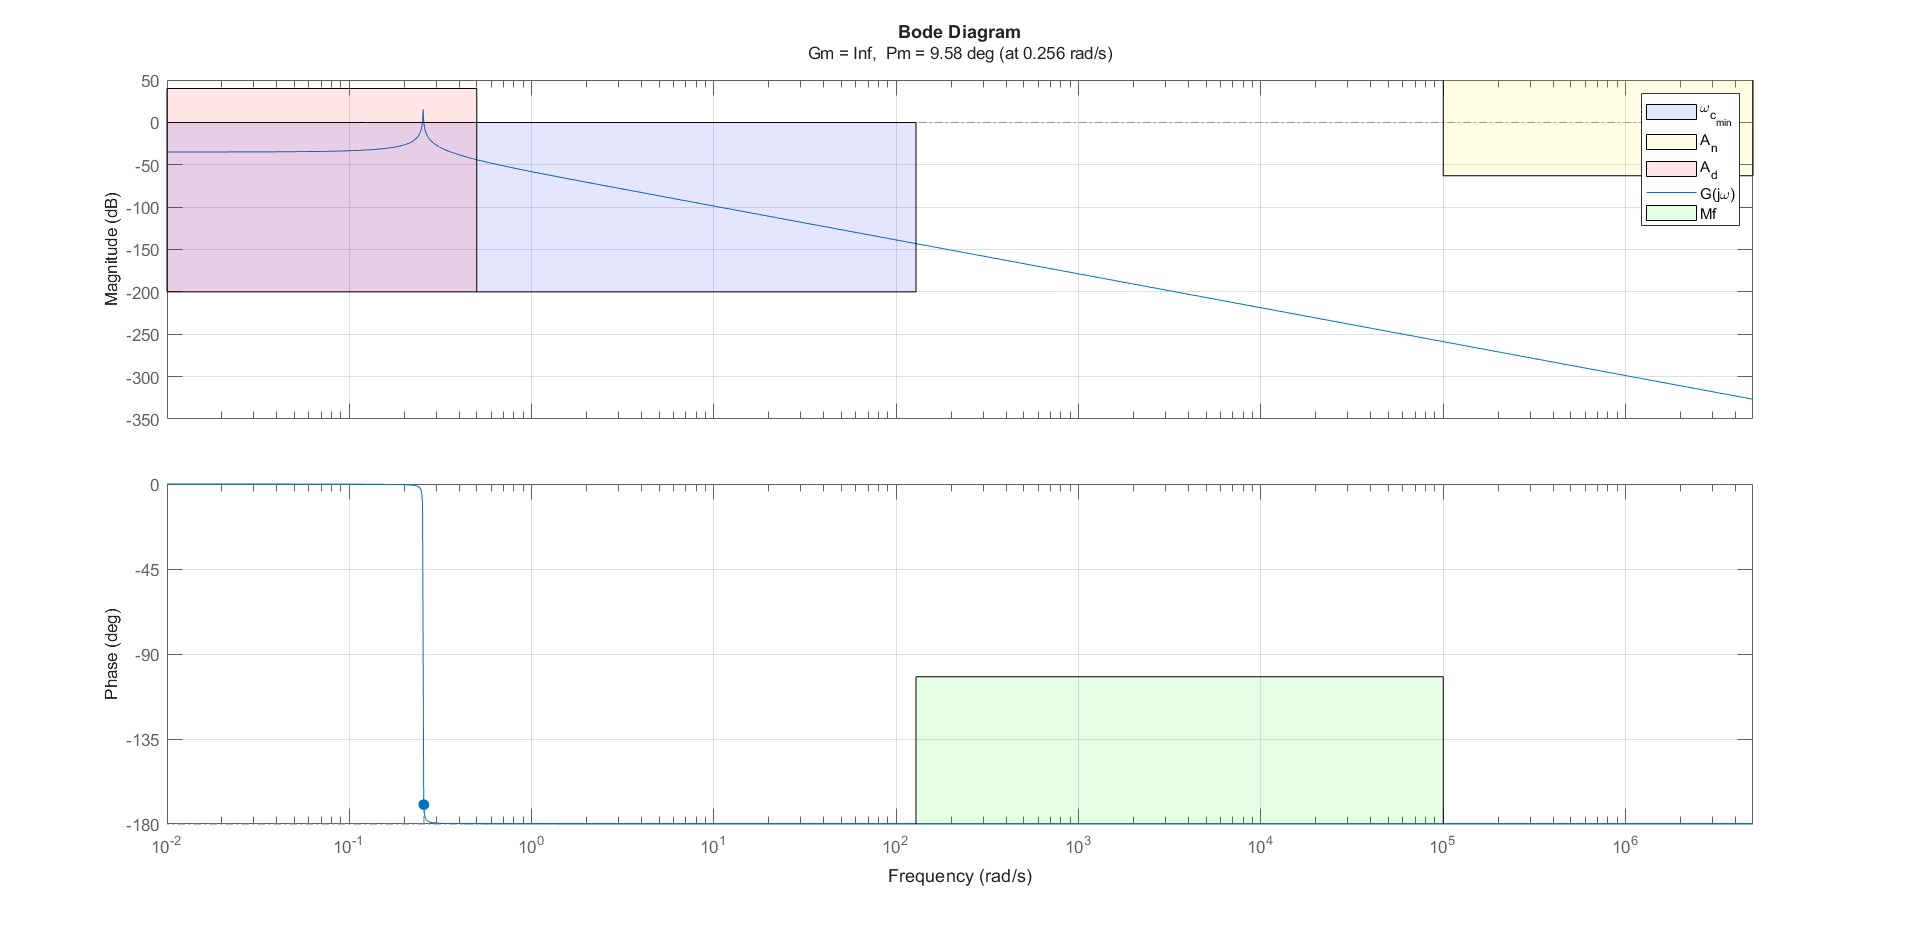 Bode Diagram
Gm = Inf, Pm = 9.58 deg (at 0.256 rad/s)
Magnitude (dB)
50
0
-50
-100
-150
-200
-250
-300
-350
ω_c_min
A_n
A_d
G(jω)
Mf
Phase (deg)
0
-45
-90
-135
-180
10^-2 10^-1 10^0 10^1 10^2 10^3 10^4 10^5 10^6
Frequency (rad/s)